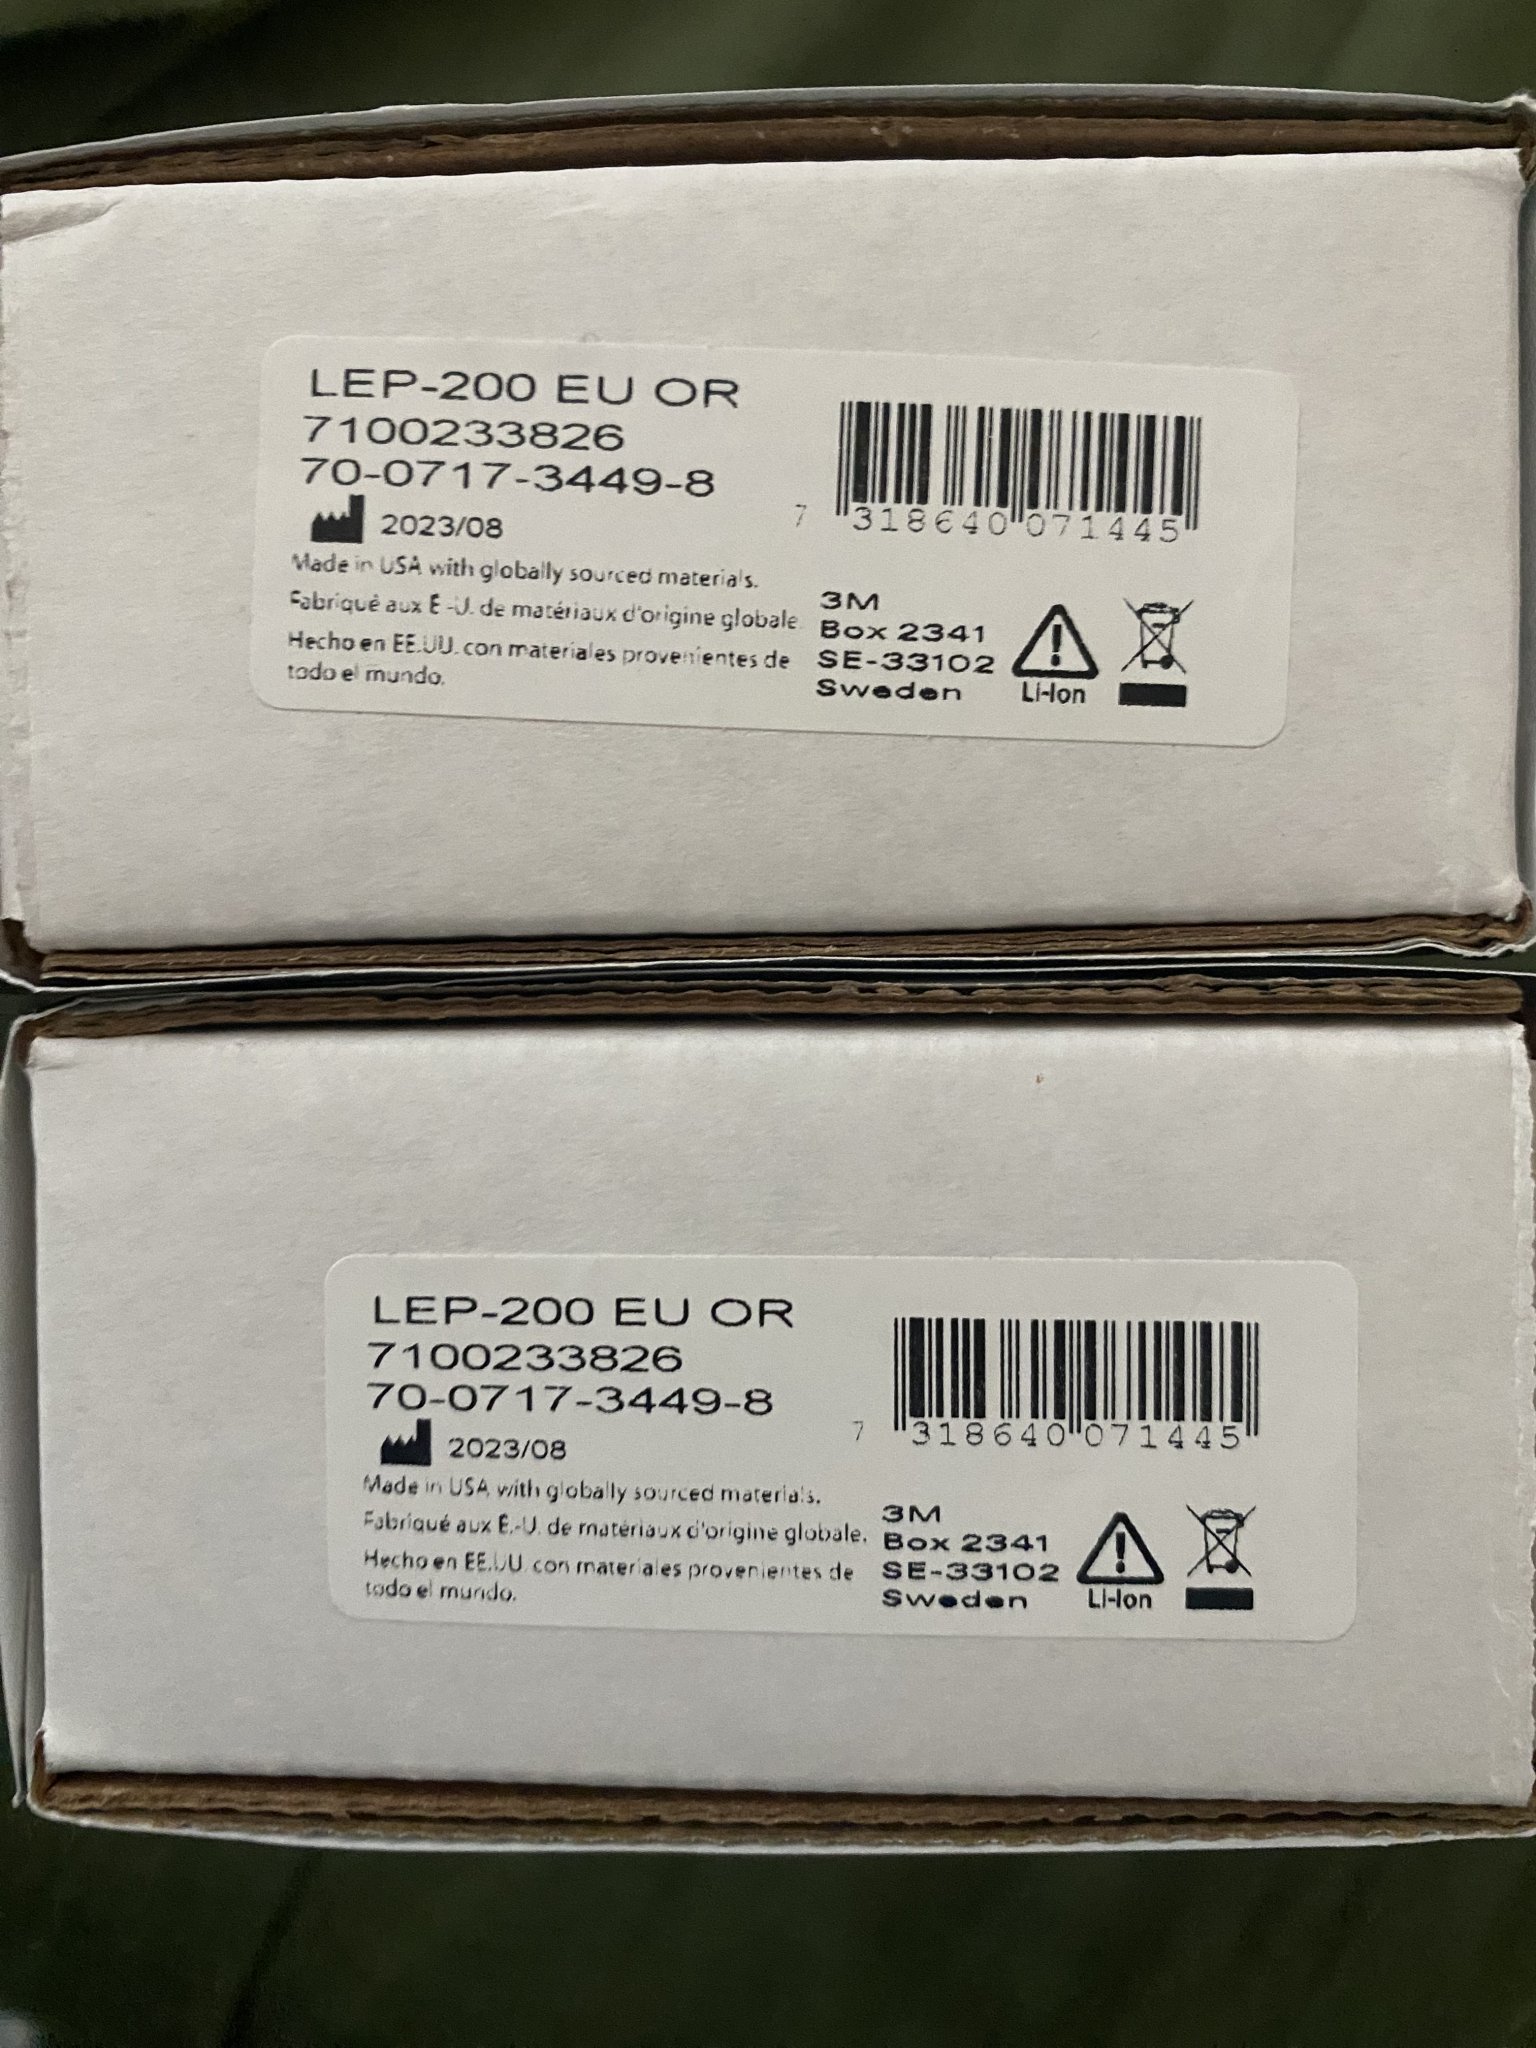 LEP-200 EU OR
7100233826
70-0717-3449-8
2023/08
Made in USA with globally sourced materials.
Fabriqué aux É.-U. de matériaux d'origine globale.
Hecho en EE.UU. con materiales provenientes de
todo el mundo.
7 318640 071445
3M
Box 2341
SE-33102
Sweden
Li-Ion
LEP-200 EU OR
7100233826
70-0717-3449-8
2023/08
Made in USA with globally sourced materials.
Fabriqué aux É.-U. de matériaux d'origine globale.
Hecho en EE.UU. con materiales provenientes de
todo el mundo.
7 318640 071445
3M
Box 2341
SE-33102
Sweden
Li-Ion